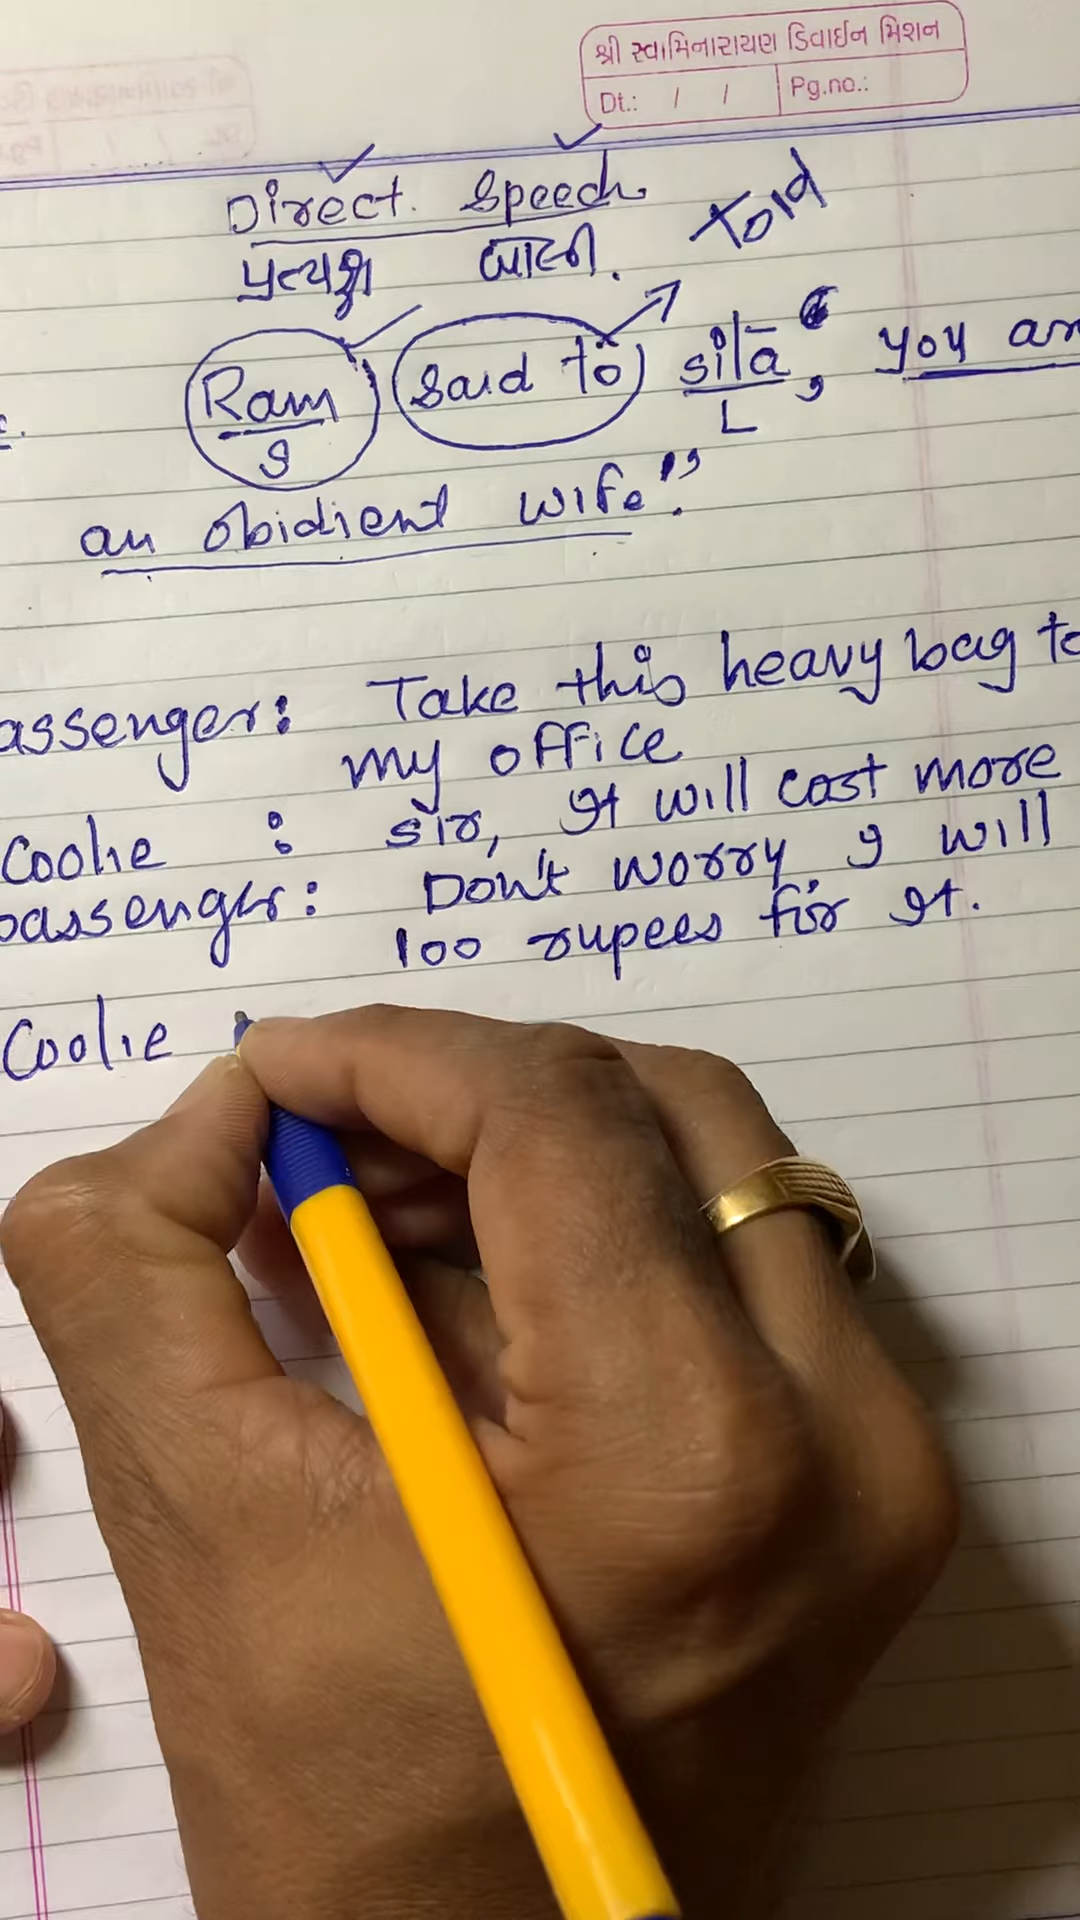 શ્રી સ્વામિનારાયણ ડિવાઈન મિશન
Dt.: / / Pg.no.:
Direct. Speech
પ્રત્યક્ષ બોલી.
Told
Ram said to sita, " you
S
L
an obidient wife."
assenger: Take this heavy bag to
my office
Coolie : Sir, It will cost more
passenger: Don't worry, I will
100 rupees for It.
Coolie